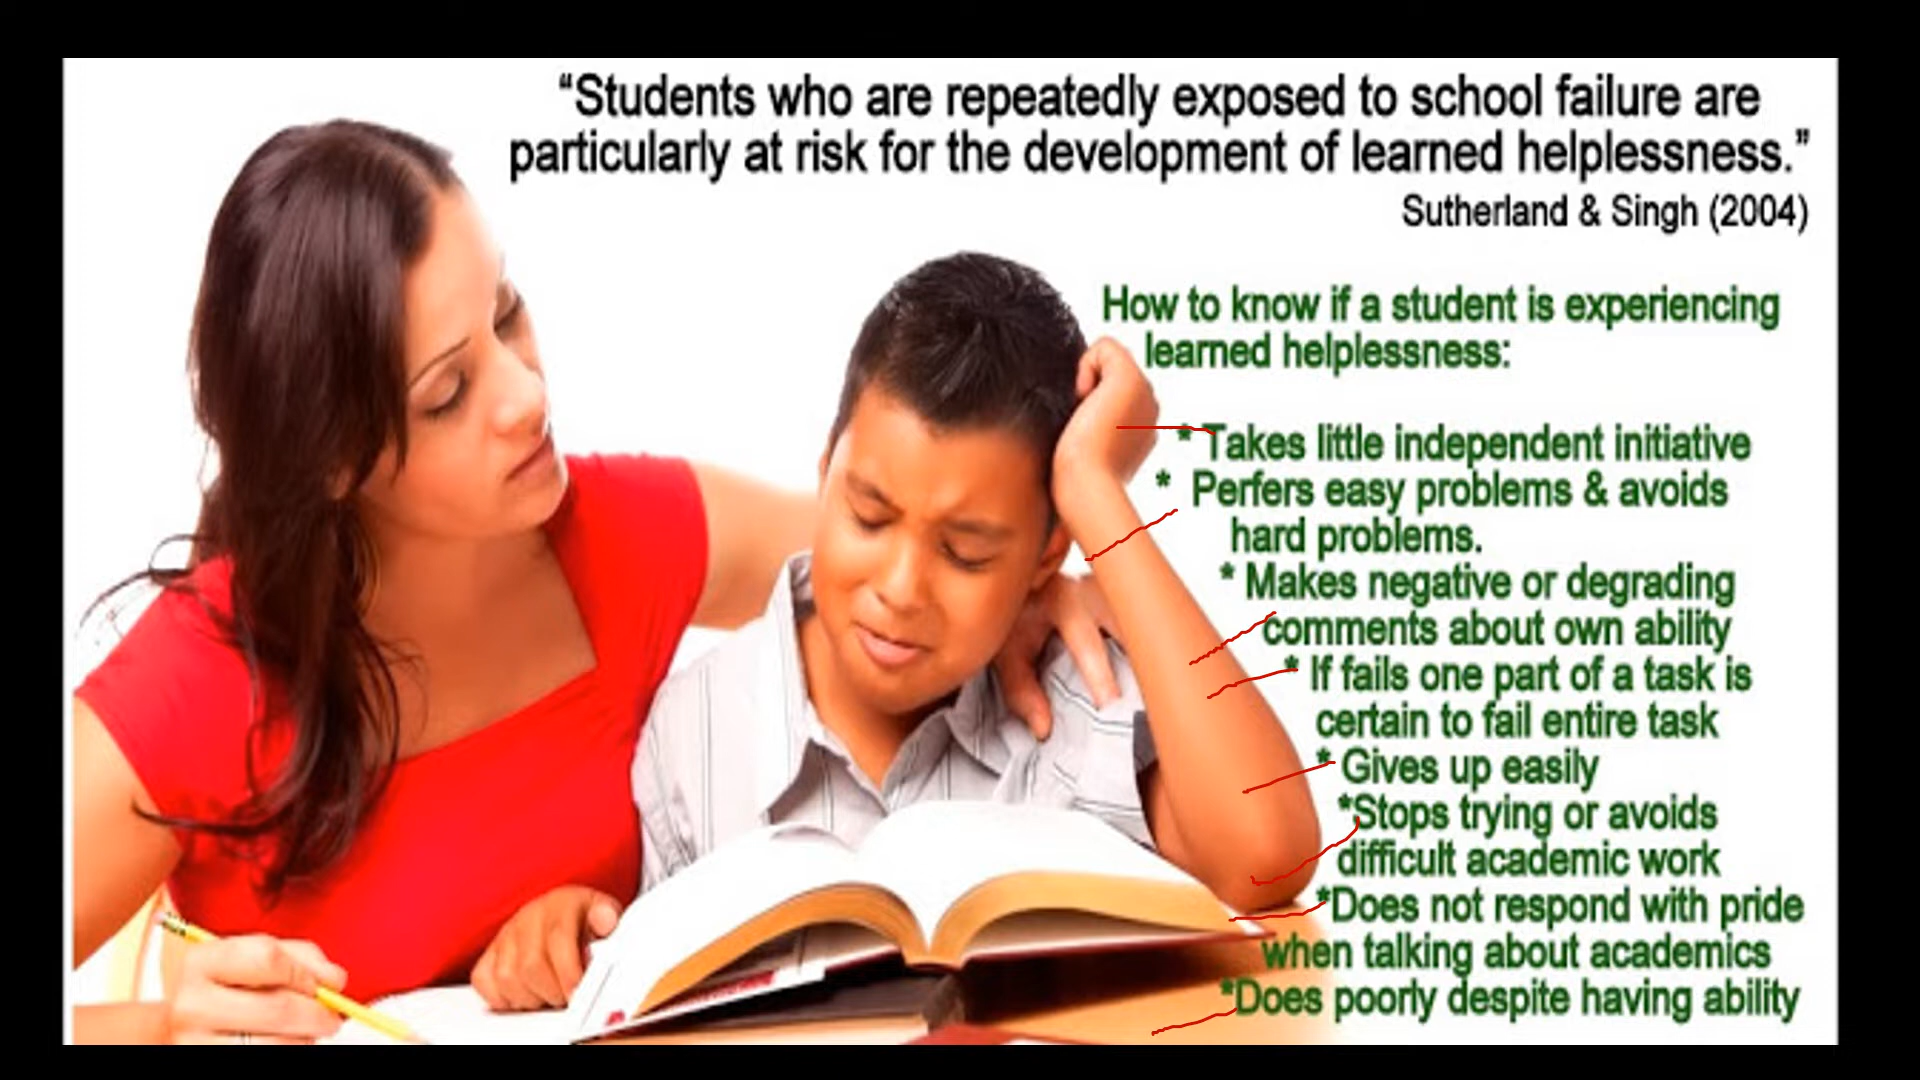 “Students who are repeatedly exposed to school failure are
particularly at risk for the development of learned helplessness.”
Sutherland & Singh (2004)
How to know if a student is experiencing
learned helplessness:
* Takes little independent initiative
* Perfers easy problems & avoids
hard problems.
* Makes negative or degrading
comments about own ability
* If fails one part of a task is
certain to fail entire task
* Gives up easily
*Stops trying or avoids
difficult academic work
*Does not respond with pride
when talking about academics
*Does poorly despite having ability